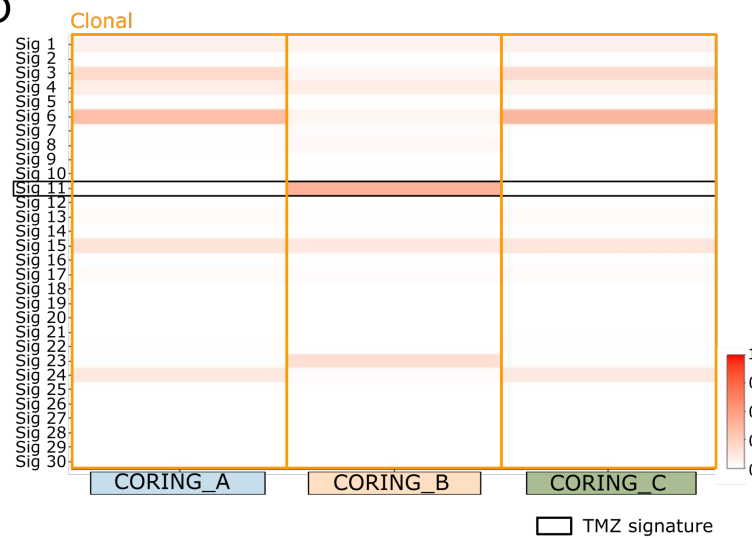 Clonal
Sig 1
Sig 2
Sig 3
Sig 4
Sig 5
Sig 6
Sig 7
Sig 8
Sig 9
Sig 10
Sig 11
Sig 12
Sig 13
Sig 14
Sig 15
Sig 16
Sig 17
Sig 18
Sig 19
Sig 20
Sig 21
Sig 22
Sig 23
Sig 24
Sig 25
Sig 26
Sig 27
Sig 28
Sig 29
Sig 30
CORING_A
CORING_B
CORING_C
TMZ signature